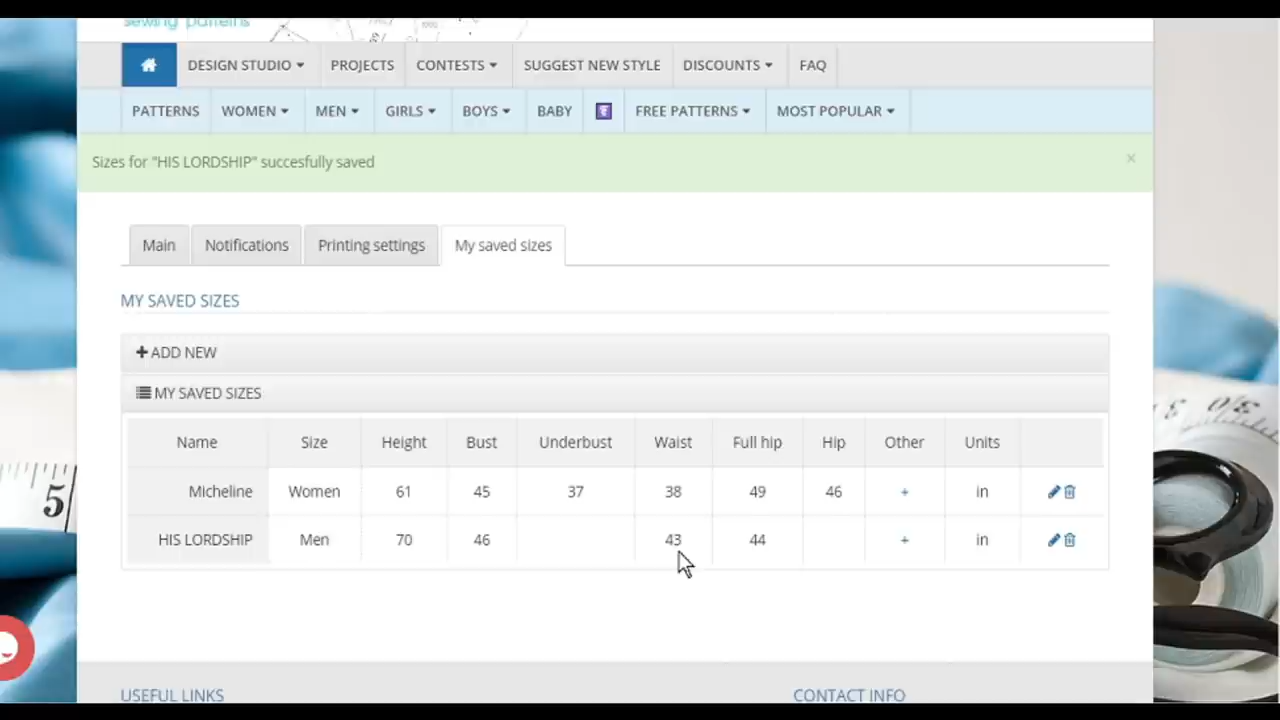 sewing patterns
DESIGN STUDIO PROJECTS CONTESTS SUGGEST NEW STYLE DISCOUNTS FAQ
PATTERNS WOMEN MEN GIRLS BOYS BABY FREE PATTERNS MOST POPULAR
Sizes for "HIS LORDSHIP" succesfully saved ×
Main Notifications Printing settings My saved sizes
MY SAVED SIZES
+ ADD NEW
MY SAVED SIZES
Name Size Height Bust Underbust Waist Full hip Hip Other Units
Micheline Women 61 45 37 38 49 46 + in
HIS LORDSHIP Men 70 46 43 44 + in
5
USEFUL LINKS CONTACT INFO